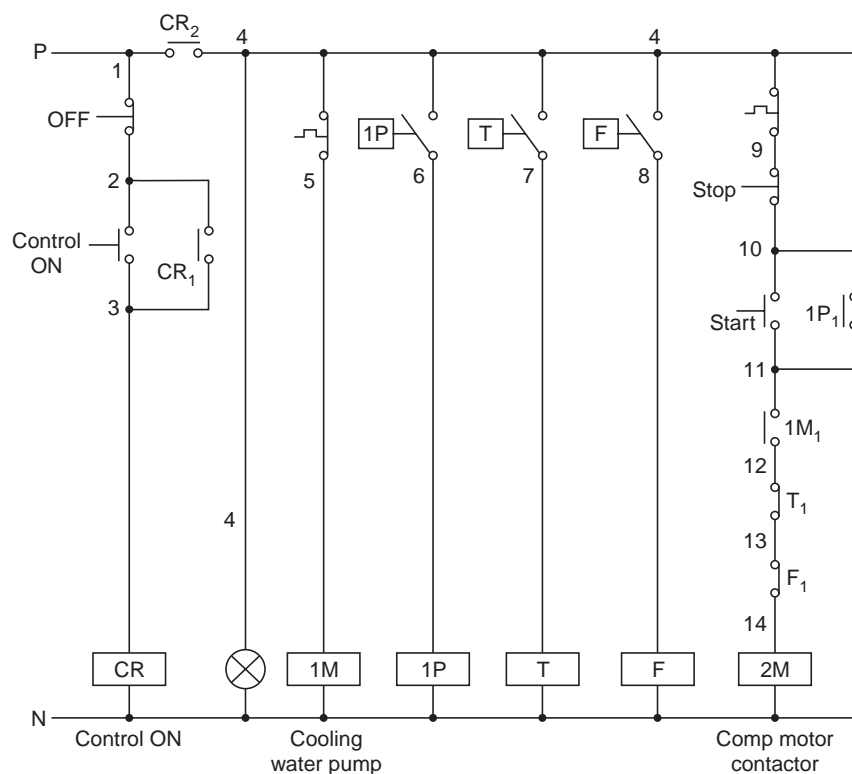 CR₂
4
4
P
1
OFF
1P
T
F
9
5
6
7
8
2
Stop
Control
ON
CR₁
10
3
Start
1P₁
11
1M₁
12
4
T₁
13
F₁
14
CR
1M
1P
T
F
2M
N
Control ON
Cooling
water pump
Comp motor
contactor